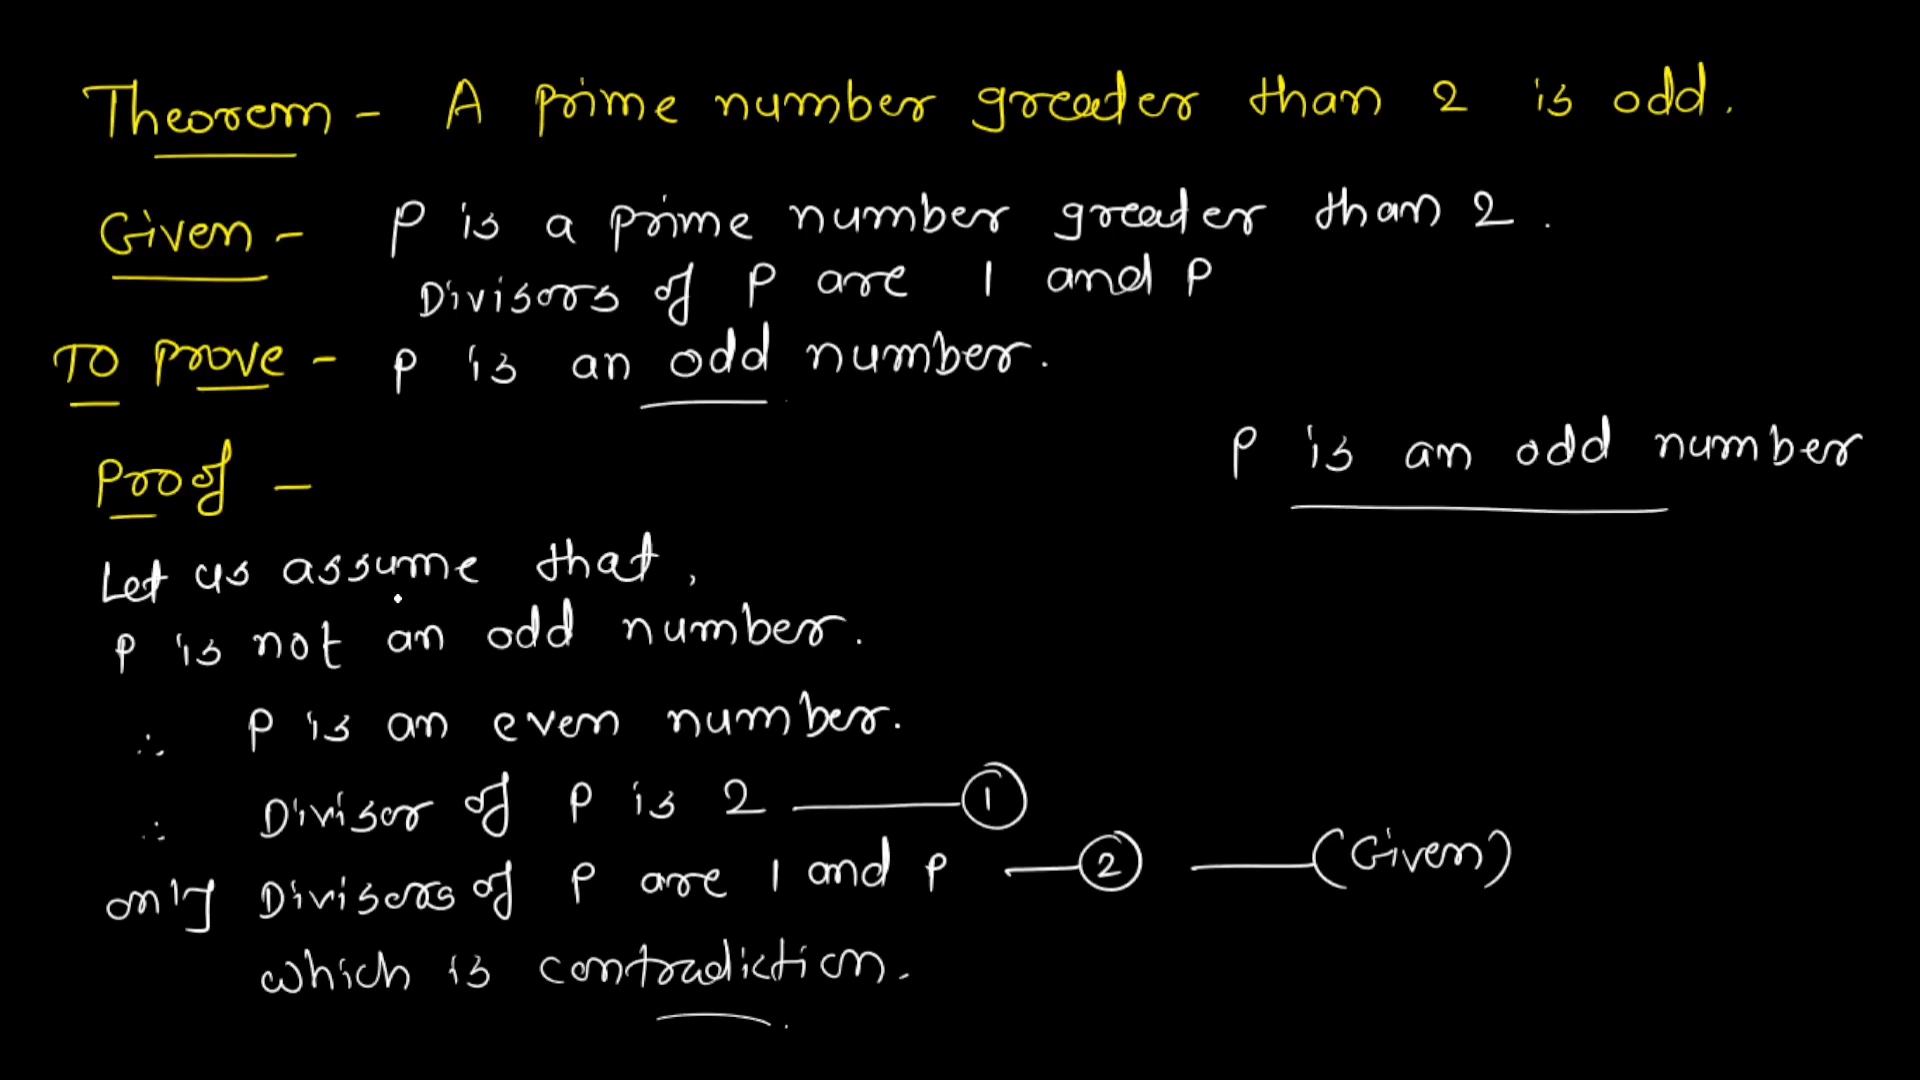 Theorem - A prime number greater than 2 is odd.
Given - P is a prime number greater than 2.
Divisors of P are 1 and P
To prove - P is an odd number.
Proof -
Let us assume that,
P is not an odd number.
∴ P is an even number.
∴ Divisor of P is 2 —— ①
only Divisors of P are 1 and P —— ② —— (Given)
which is contradiction.
P is an odd number